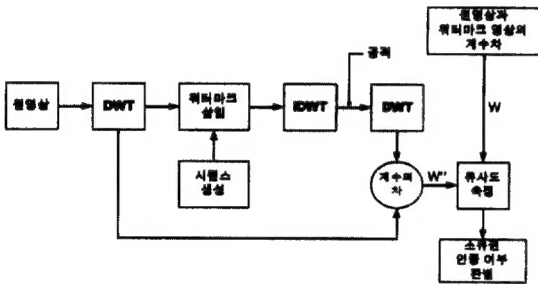 원영상과
워터마크 영상의
계수차
공격
원영상
DWT
워터마크
삽입
IDWT
DWT
W
시퀀스
생성
계수의
차
W''
유사도
측정
소유권
인증 여부
판별